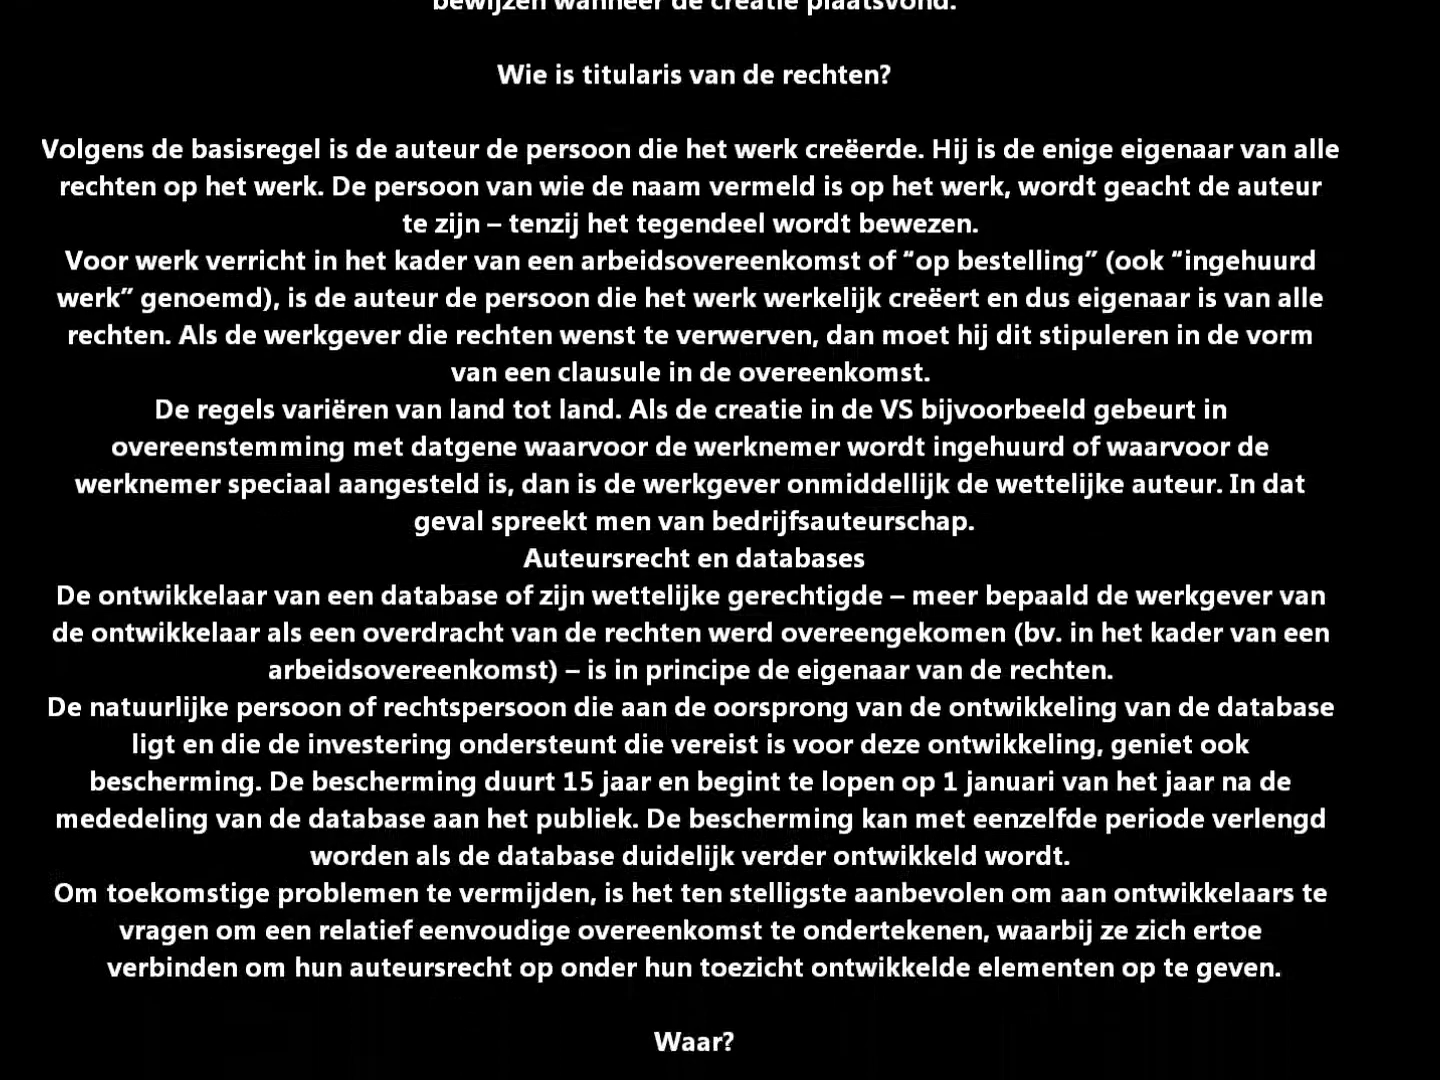 bewijzen wanneer de creatie plaatsvond.
Wie is titularis van de rechten?
Volgens de basisregel is de auteur de persoon die het werk creëerde. Hij is de enige eigenaar van alle
rechten op het werk. De persoon van wie de naam vermeld is op het werk, wordt geacht de auteur
te zijn – tenzij het tegendeel wordt bewezen.
Voor werk verricht in het kader van een arbeidsovereenkomst of “op bestelling” (ook “ingehuurd
werk” genoemd), is de auteur de persoon die het werk werkelijk creëert en dus eigenaar is van alle
rechten. Als de werkgever die rechten wenst te verwerven, dan moet hij dit stipuleren in de vorm
van een clausule in de overeenkomst.
De regels variëren van land tot land. Als de creatie in de VS bijvoorbeeld gebeurt in
overeenstemming met datgene waarvoor de werknemer wordt ingehuurd of waarvoor de
werknemer speciaal aangesteld is, dan is de werkgever onmiddellijk de wettelijke auteur. In dat
geval spreekt men van bedrijfsauteurschap.
Auteursrecht en databases
De ontwikkelaar van een database of zijn wettelijke gerechtigde – meer bepaald de werkgever van
de ontwikkelaar als een overdracht van de rechten werd overeengekomen (bv. in het kader van een
arbeidsovereenkomst) – is in principe de eigenaar van de rechten.
De natuurlijke persoon of rechtspersoon die aan de oorsprong van de ontwikkeling van de database
ligt en die de investering ondersteunt die vereist is voor deze ontwikkeling, geniet ook
bescherming. De bescherming duurt 15 jaar en begint te lopen op 1 januari van het jaar na de
mededeling van de database aan het publiek. De bescherming kan met eenzelfde periode verlengd
worden als de database duidelijk verder ontwikkeld wordt.
Om toekomstige problemen te vermijden, is het ten stelligste aanbevolen om aan ontwikkelaars te
vragen om een relatief eenvoudige overeenkomst te ondertekenen, waarbij ze zich ertoe
verbinden om hun auteursrecht op onder hun toezicht ontwikkelde elementen op te geven.
Waar?